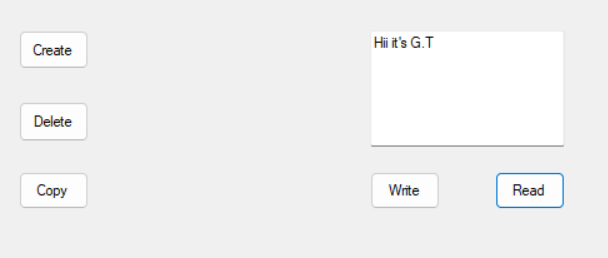 Create
Hii it's G.T
Delete
Copy
Write
Read